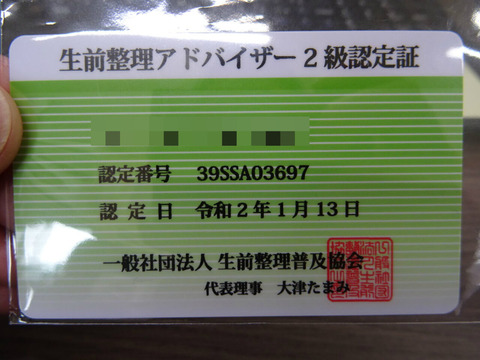 生前整理アドバイザー2級認定証
認定番号 39SSA03697
認定日 令和2年1月13日
一般社団法人 生前整理普及協会
代表理事 大津たまみ